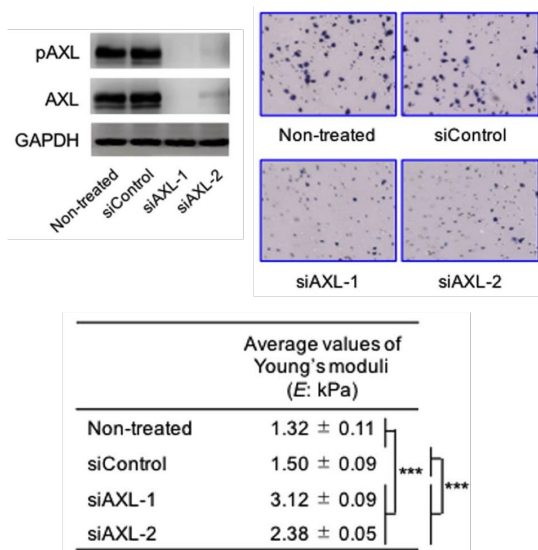 pAXL
AXL
GAPDH
Non-treated
siControl
siAXL-1
siAXL-2
Non-treated siControl
siAXL-1 siAXL-2
Average values of
Young's moduli
(E: kPa)
Non-treated 1.32 ± 0.11
siControl 1.50 ± 0.09
siAXL-1 3.12 ± 0.09
siAXL-2 2.38 ± 0.05
*** ***